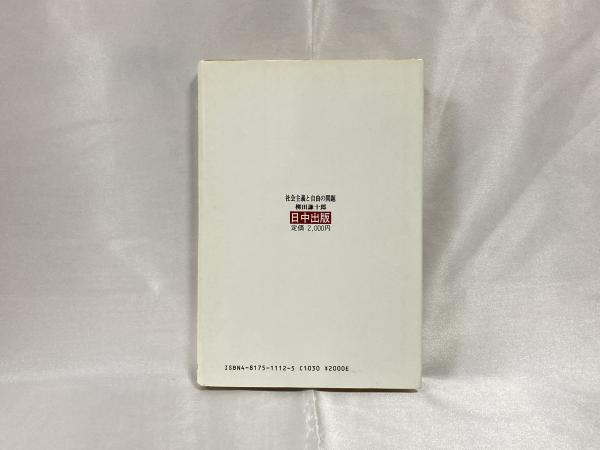 社会主義と自由の問題
柳田謙十郎
日中出版
定価 2,000円
ISBN4-8175-1112-5 C1030 ¥2000E